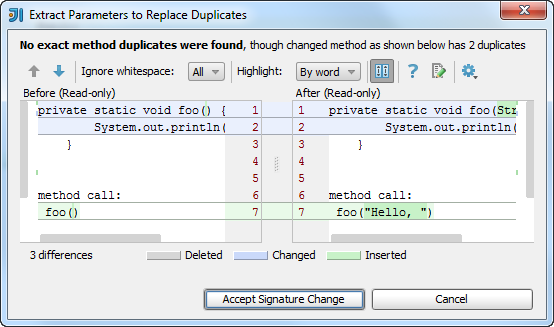 Extract Parameters to Replace Duplicates
No exact method duplicates were found, though changed method as shown below has 2 duplicates
Ignore whitespace: All Highlight: By word ?
Before (Read-only) After (Read-only)
private static void foo() { 1 1 private static void foo(Str
System.out.println( 2 2 System.out.println(
} 3 3 }
4 4
5 5
method call: 6 6 method call:
foo() 7 7 foo("Hello, ")
3 differences Deleted Changed Inserted
Accept Signature Change Cancel